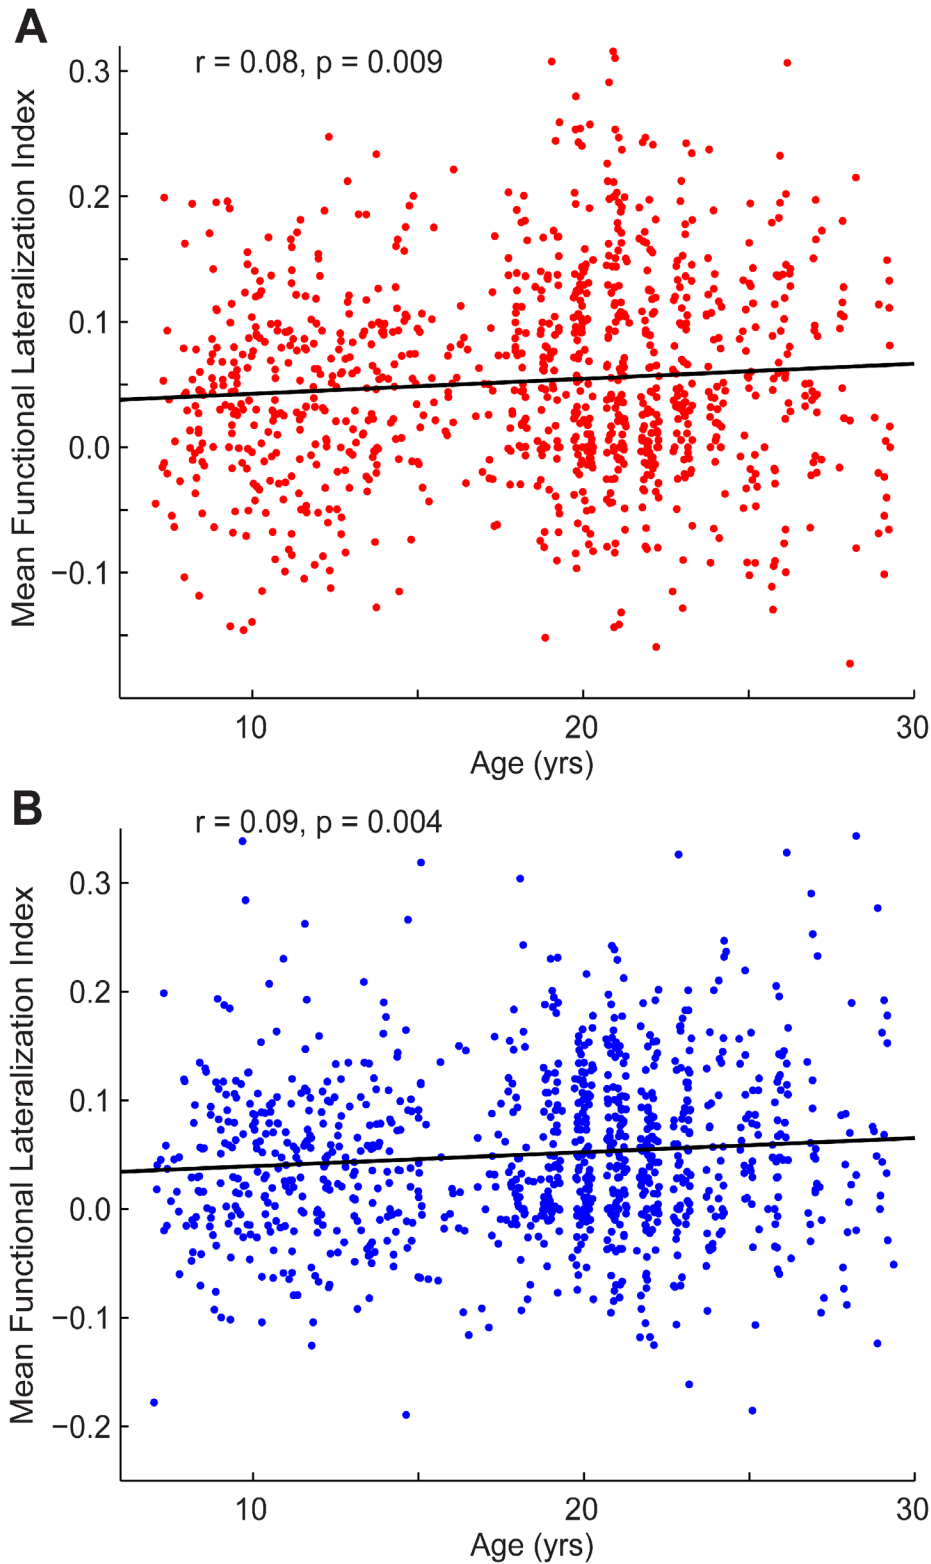 A
r = 0.08, p = 0.009
Mean Functional Lateralization Index
0.3
0.2
0.1
0.0
−0.1
10
20
30
Age (yrs)
B
r = 0.09, p = 0.004
Mean Functional Lateralization Index
0.3
0.2
0.1
0.0
−0.1
−0.2
10
20
30
Age (yrs)